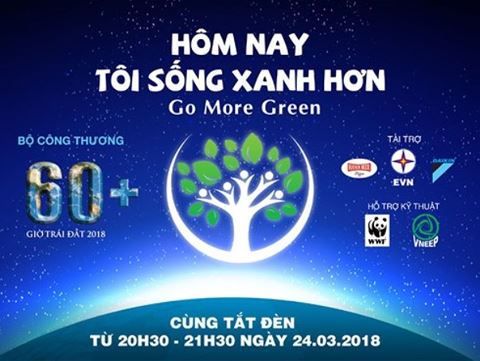 HÔM NAY
TÔI SỐNG XANH HƠN
Go More Green
BỘ CÔNG THƯƠNG
60+
GIỜ TRÁI ĐẤT 2018
TÀI TRỢ
EVN
DAIKIN
HỖ TRỢ KỸ THUẬT
WWF
VNEEP
CÙNG TẮT ĐÈN
TỪ 20H30 - 21H30 NGÀY 24.03.2018